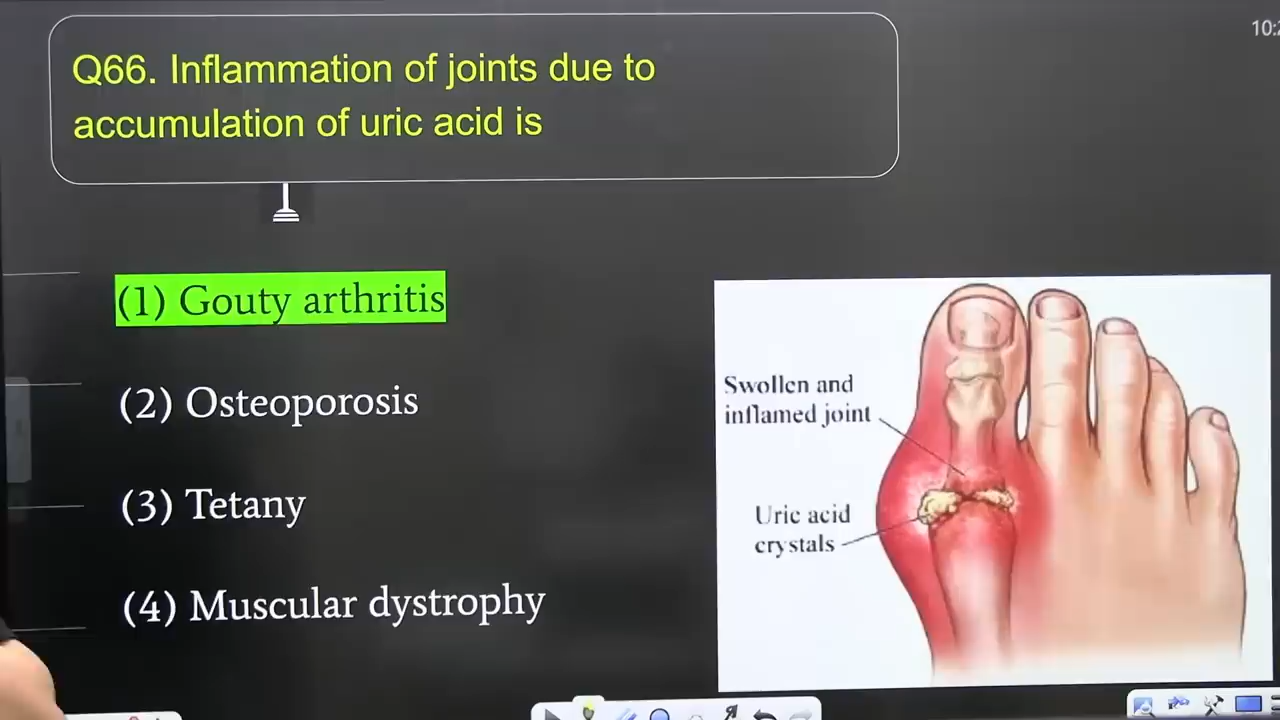 10:
Q66. Inflammation of joints due to
accumulation of uric acid is
(1) Gouty arthritis
(2) Osteoporosis
(3) Tetany
(4) Muscular dystrophy
Swollen and
inflamed joint
Uric acid
crystals